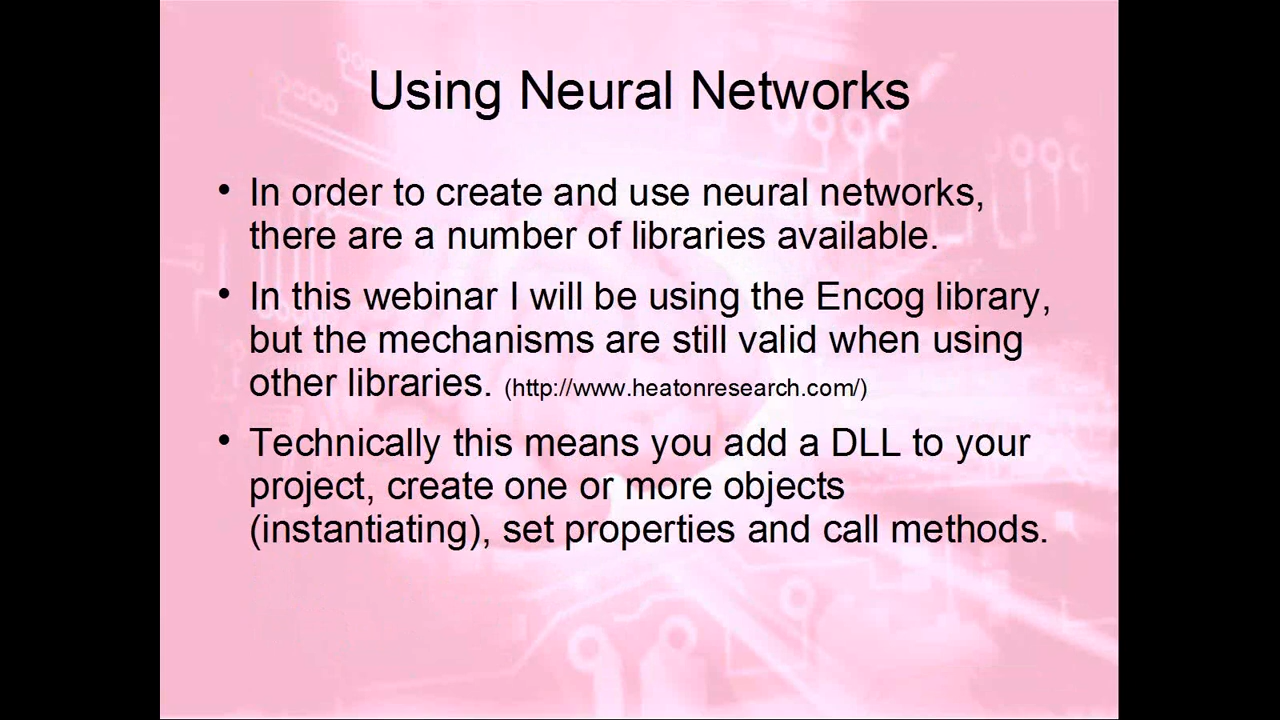 Using Neural Networks
• In order to create and use neural networks,
there are a number of libraries available.
• In this webinar I will be using the Encog library,
but the mechanisms are still valid when using
other libraries. (http://www.heatonresearch.com/)
• Technically this means you add a DLL to your
project, create one or more objects
(instantiating), set properties and call methods.